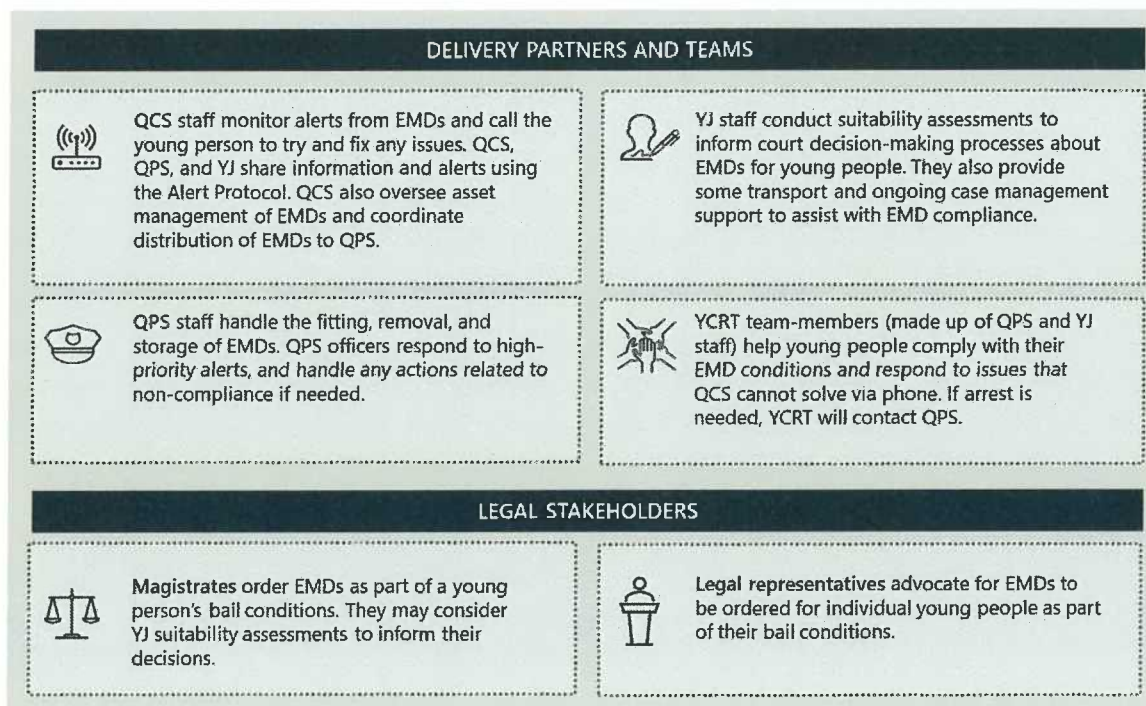 DELIVERY PARTNERS AND TEAMS
QCS staff monitor alerts from EMDs and call the
young person to try and fix any issues. QCS,
QPS, and YJ share information and alerts using
the Alert Protocol. QCS also oversee asset
management of EMDs and coordinate
distribution of EMDs to QPS.
YJ staff conduct suitability assessments to
inform court decision-making processes about
EMDs for young people. They also provide
some transport and ongoing case management
support to assist with EMD compliance.
QPS staff handle the fitting, removal, and
storage of EMDs. QPS officers respond to high-
priority alerts, and handle any actions related to
non-compliance if needed.
YCRT team-members (made up of QPS and YJ
staff) help young people comply with their
EMD conditions and respond to issues that
QCS cannot solve via phone. If arrest is
needed, YCRT will contact QPS.
LEGAL STAKEHOLDERS
Magistrates order EMDs as part of a young
person's bail conditions. They may consider
YJ suitability assessments to inform their
decisions.
Legal representatives advocate for EMDs to
be ordered for individual young people as part
of their bail conditions.